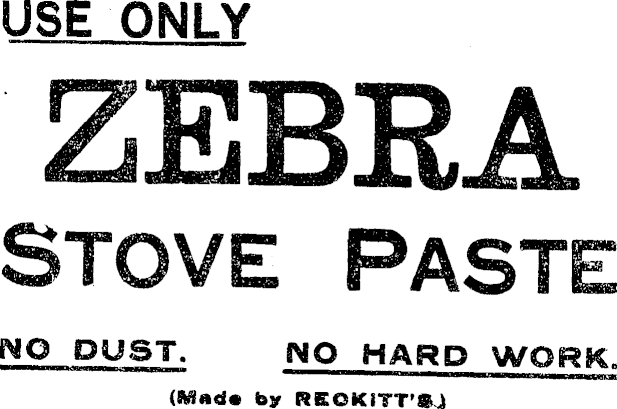 USE ONLY
ZEBRA
STOVE PASTE
NO DUST. NO HARD WORK.
(Made by RECKITT'S.)